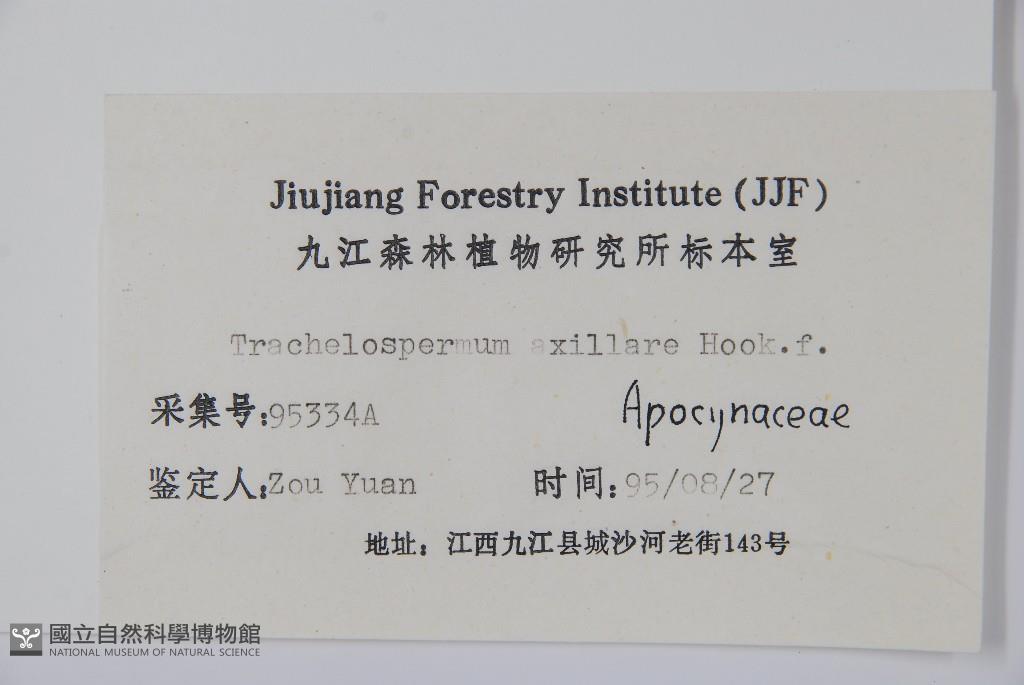 Jiujiang Forestry Institute (JJF)
九江森林植物研究所标本室
Trachelospermum axillare Hook.f.
采集号:95334A
Apocynaceae
鉴定人:Zou Yuan 时间:95/08/27
地址：江西九江县城沙河老街143号
國立自然科學博物館
NATIONAL MUSEUM OF NATURAL SCIENCE